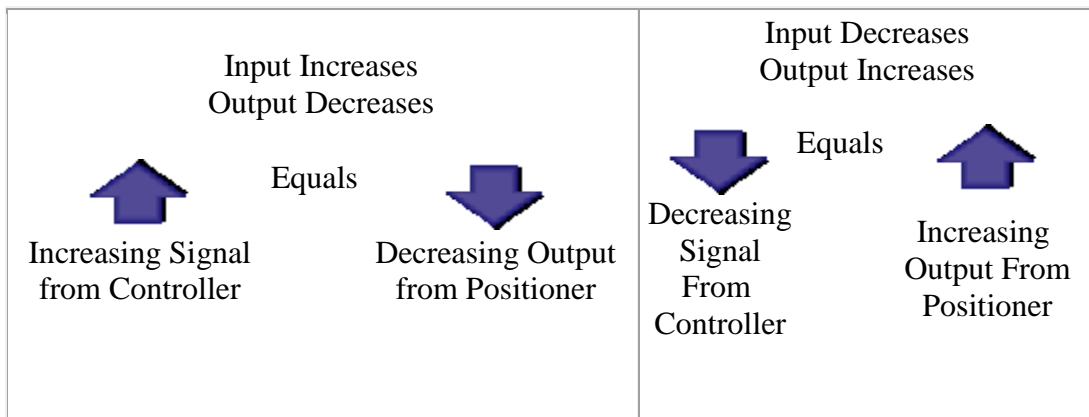 Input Increases
Output Decreases
Equals
Increasing Signal
from Controller
Decreasing Output
from Positioner
Input Decreases
Output Increases
Equals
Decreasing
Signal
From
Controller
Increasing
Output From
Positioner